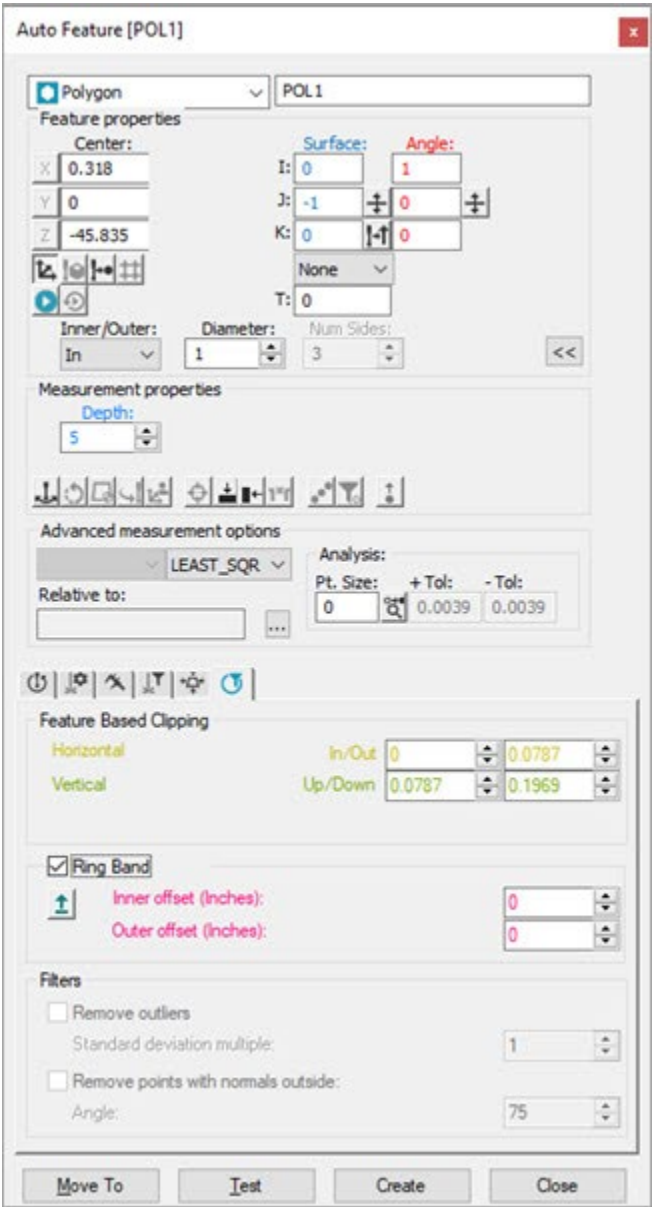 Auto Feature [POL1]
x
Polygon POL1
Feature properties
Center: Surface: Angle:
X 0.318 I: 0 1
Y 0 J: -1 0
Z -45.835 K: 0 0
None
T: 0
Inner/Outer: Diameter: Num Sides:
In 1 3 <<
Measurement properties
Depth:
5
Advanced measurement options
LEAST_SQR
Analysis:
Pt. Size: + Tol: - Tol:
Relative to:
0 0.0039 0.0039
...
Feature Based Clipping
Horizontal In/Out 0 0.0787
Vertical Up/Down 0.0787 0.1969
Ring Band
Inner offset (Inches): 0
Outer offset (Inches): 0
Filters
Remove outliers
Standard deviation multiple: 1
Remove points with normals outside:
Angle: 75
Move To Test Create Close